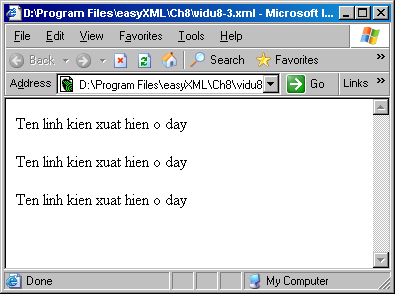 D:\Program Files\easyXML\Ch8\vidu8-3.xml - Microsoft I...
File Edit View Favorites Tools Help
Back Search Favorites
Address D:\Program Files\easyXML\Ch8\vidu8 Go Links
Ten linh kien xuat hien o day
Ten linh kien xuat hien o day
Ten linh kien xuat hien o day
Done My Computer